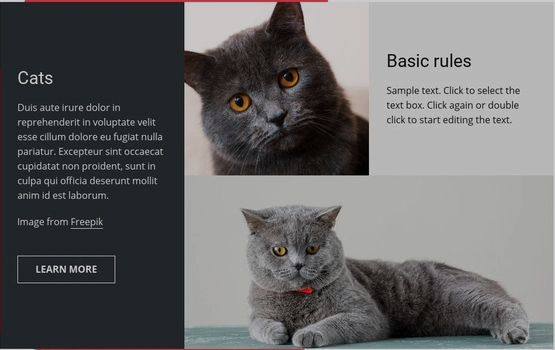 Cats
Duis aute irure dolor in
reprehenderit in voluptate velit
esse cillum dolore eu fugiat nulla
pariatur. Excepteur sint occaecat
cupidatat non proident, sunt in
culpa qui officia deserunt mollit
anim id est laborum.
Image from Freepik
LEARN MORE
Basic rules
Sample text. Click to select the
text box. Click again or double
click to start editing the text.